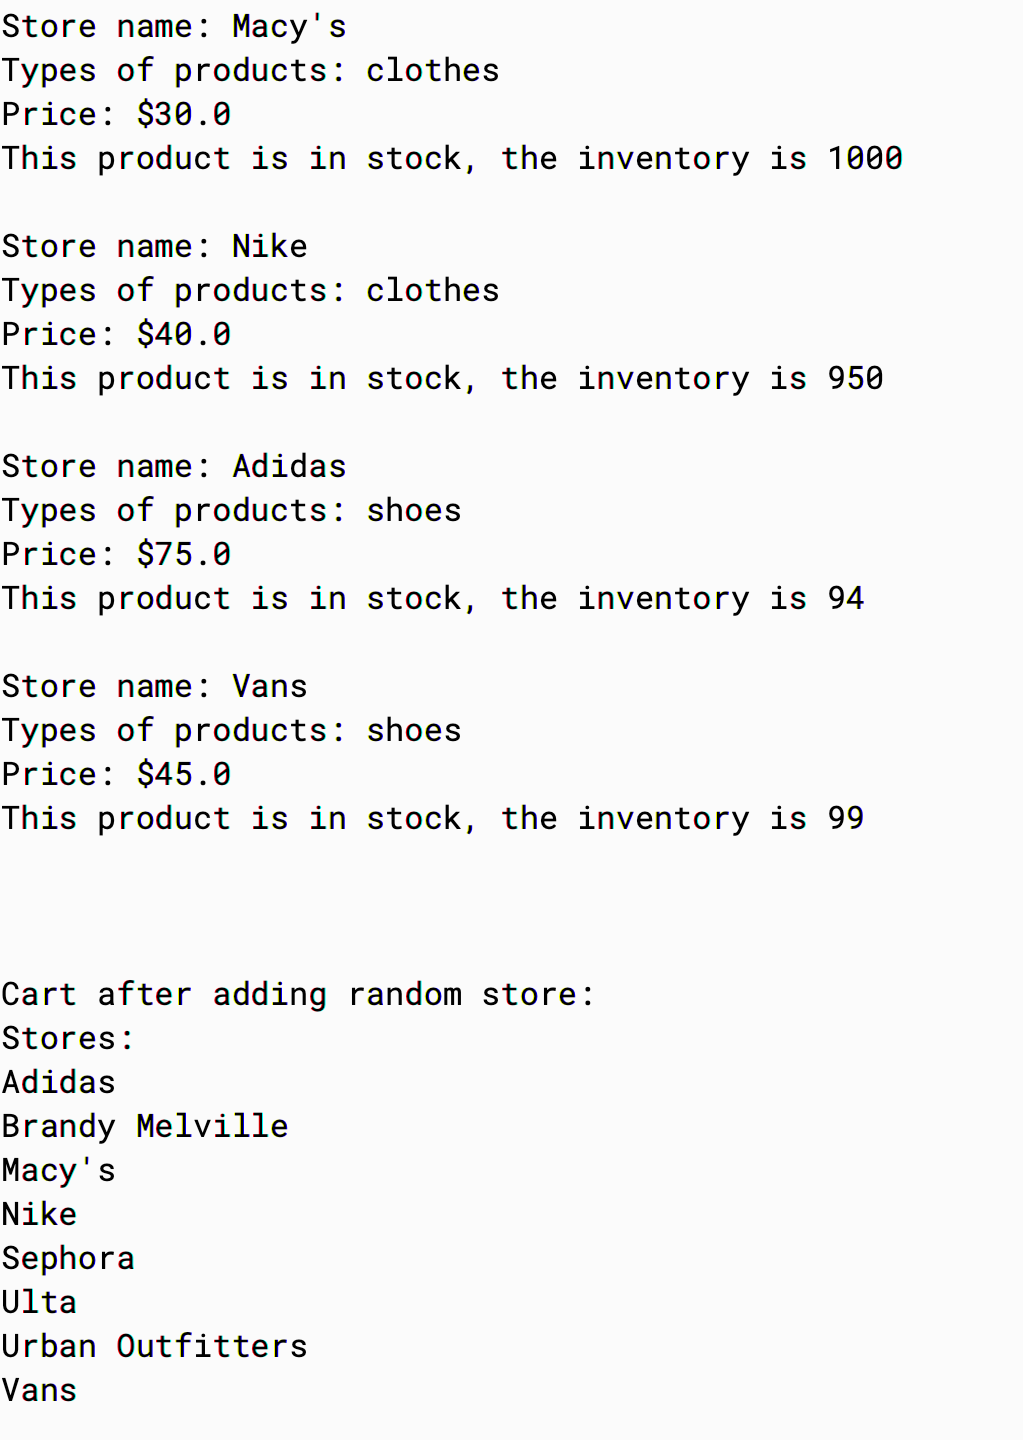 Store name: Macy's
Types of products: clothes
Price: $30.0
This product is in stock, the inventory is 1000
Store name: Nike
Types of products: clothes
Price: $40.0
This product is in stock, the inventory is 950
Store name: Adidas
Types of products: shoes
Price: $75.0
This product is in stock, the inventory is 94
Store name: Vans
Types of products: shoes
Price: $45.0
This product is in stock, the inventory is 99
Cart after adding random store:
Stores:
Adidas
Brandy Melville
Macy's
Nike
Sephora
Ulta
Urban Outfitters
Vans